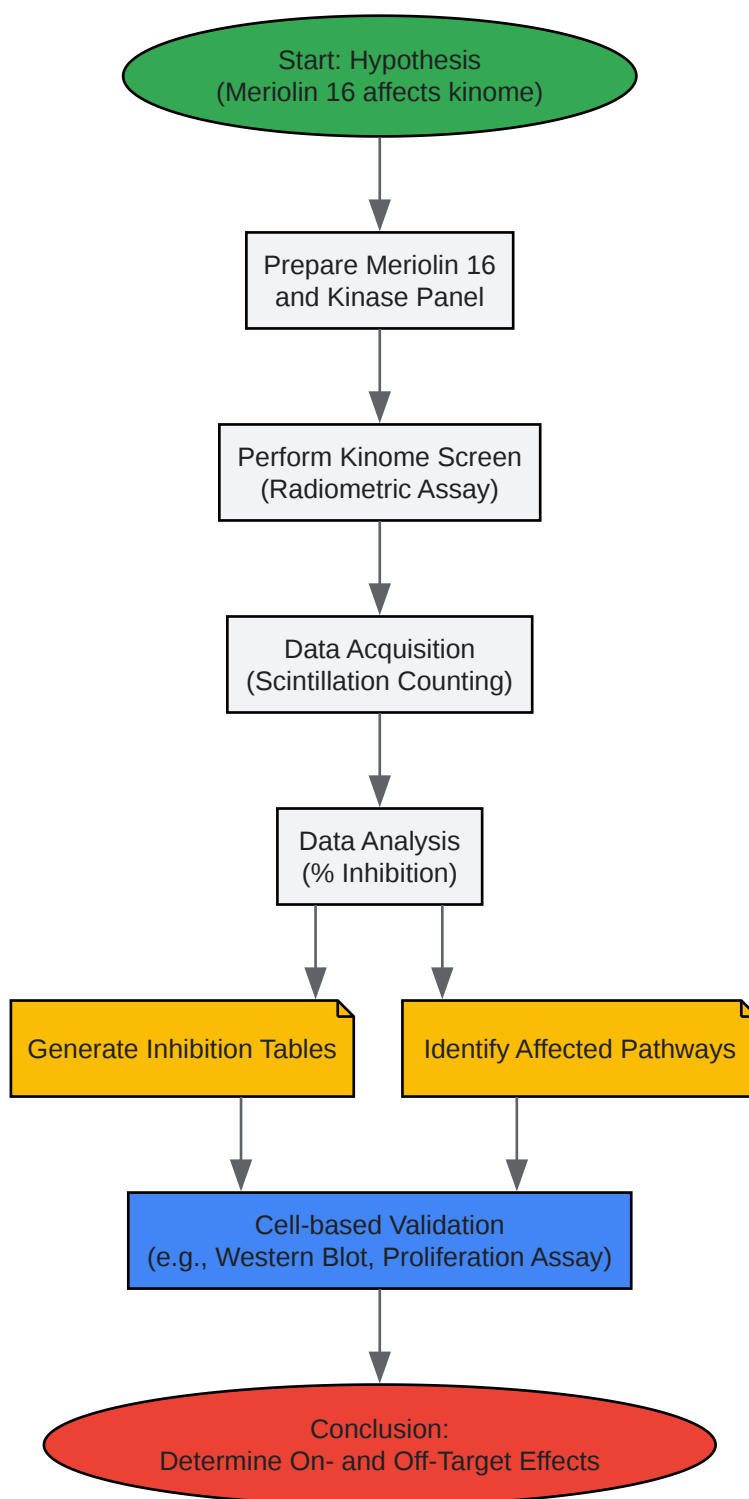 Start: Hypothesis
(Meriolin 16 affects kinome)
Prepare Meriolin 16
and Kinase Panel
Perform Kinome Screen
(Radiometric Assay)
Data Acquisition
(Scintillation Counting)
Data Analysis
(% Inhibition)
Generate Inhibition Tables
Identify Affected Pathways
Cell-based Validation
(e.g., Western Blot, Proliferation Assay)
Conclusion:
Determine On- and Off-Target Effects